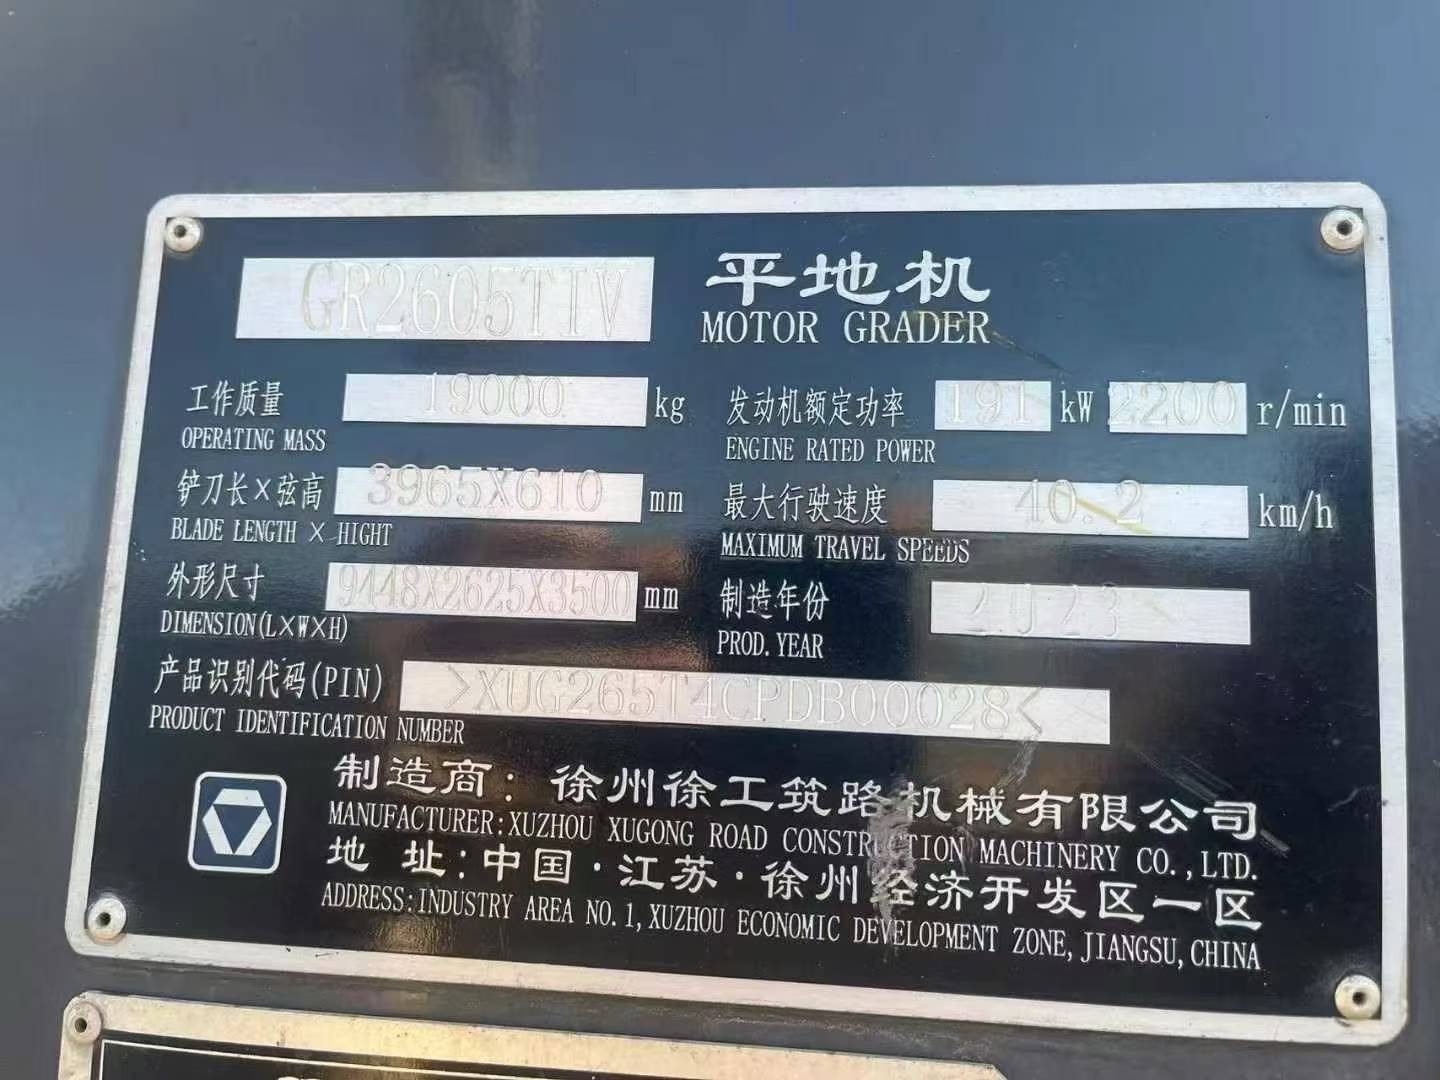 GR2605TIV 平地机
MOTOR GRADER
工作质量 19000 kg 发动机额定功率 191 kW 2200 r/min
OPERATING MASS ENGINE RATED POWER
铲刀长×弦高 3965X610 mm 最大行驶速度 40.2 km/h
BLADE LENGTH × HIGHT MAXIMUM TRAVEL SPEEDS
外形尺寸 9448X2625X3500 mm 制造年份 2023
DIMENSION(L×W×H) PROD. YEAR
产品识别代码(PIN) >XUG265T4CPDB00028<
PRODUCT IDENTIFICATION NUMBER
制造商：徐州徐工筑路机械有限公司
MANUFACTURER:XUZHOU XUGONG ROAD CONSTRUCTION MACHINERY CO.,LTD.
地 址：中国·江苏·徐州经济开发区一区
ADDRESS:INDUSTRY AREA NO.1,XUZHOU ECONOMIC DEVELOPMENT ZONE,JIANGSU,CHINA